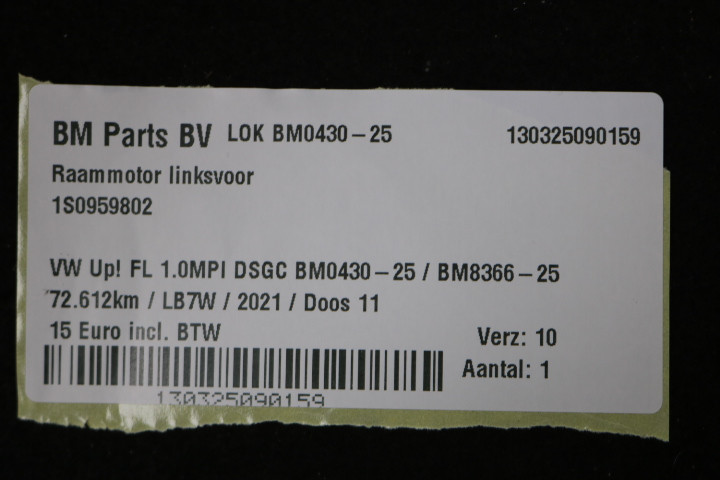 BM Parts BV LOK BM0430-25 130325090159
Raammotor linksvoor
1S0959802
VW Up! FL 1.0MPI DSGC BM0430-25 / BM8366-25
72.612km / LB7W / 2021 / Doos 11
15 Euro incl. BTW Verz: 10
Aantal: 1
130325090159